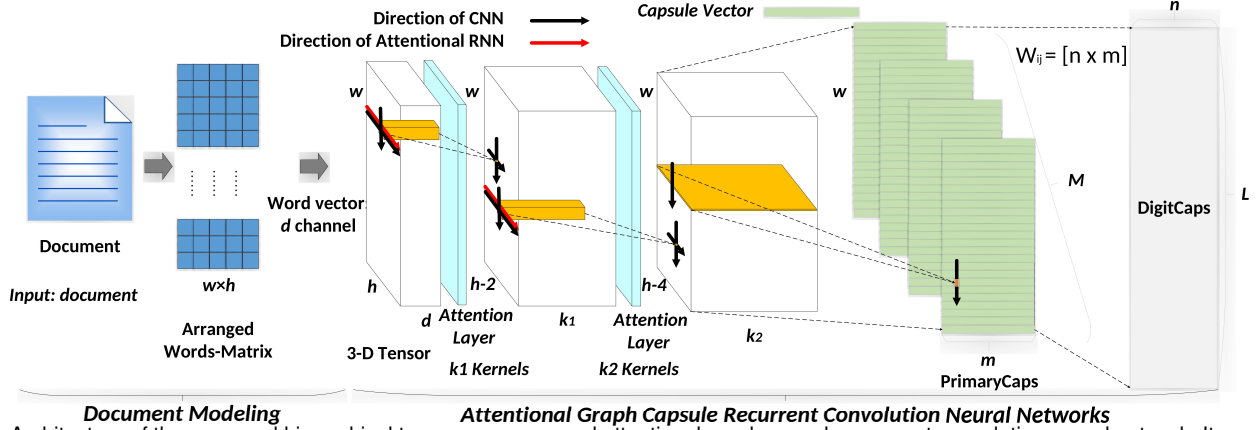 Direction of CNN
Direction of Attentional RNN
Capsule Vector
n
w
w
w
w
Wij = [n x m]
Word vector:
d channel
M
L
DigitCaps
Document
Input: document
w×h
Arranged
Words-Matrix
h
d
h-2
Attention
Layer
k1
h-4
Attention
Layer
k2
3-D Tensor
k1 Kernels
k2 Kernels
m
PrimaryCaps
Document Modeling
Attentional Graph Capsule Recurrent Convolution Neural Networks